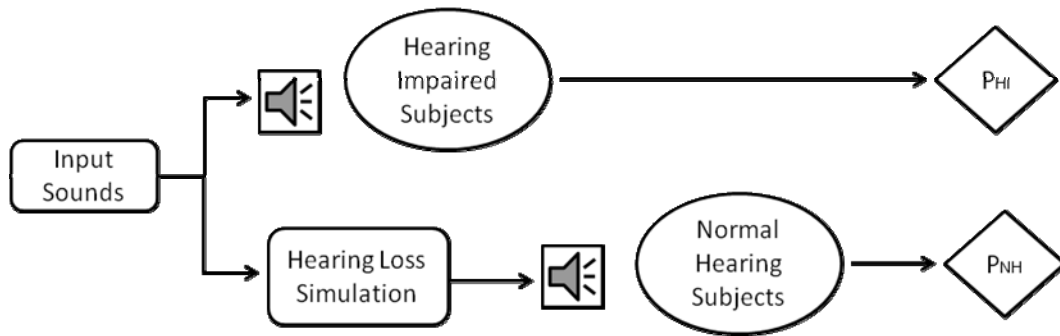 Hearing
Impaired
Subjects
PHI
Input
Sounds
Hearing Loss
Simulation
Normal
Hearing
Subjects
PNH